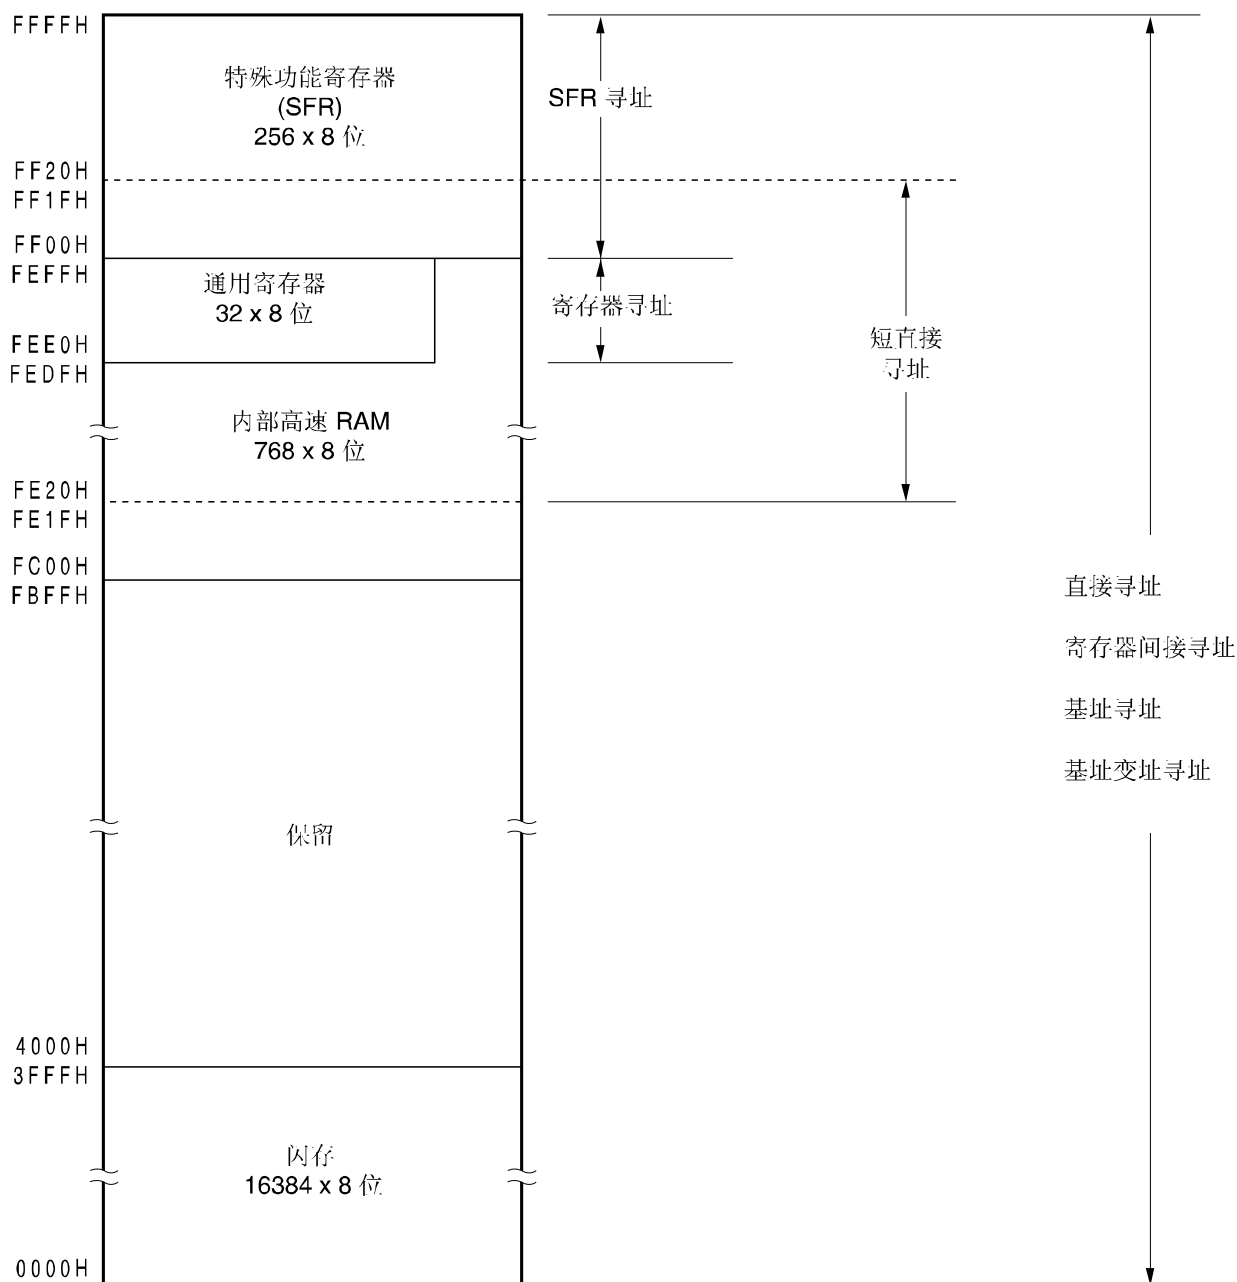 FFFFH
特殊功能寄存器
(SFR)
256 x 8 位
SFR 寻址
FF20H
FF1FH
FF00H
FEFFH
通用寄存器
32 x 8 位
寄存器寻址
短直接
寻址
FEE0H
FEDFH
内部高速 RAM
768 x 8 位
FE20H
FE1FH
FC00H
FBFFH
直接寻址
寄存器间接寻址
基址寻址
基址变址寻址
保留
4000H
3FFFH
闪存
16384 x 8 位
0000H